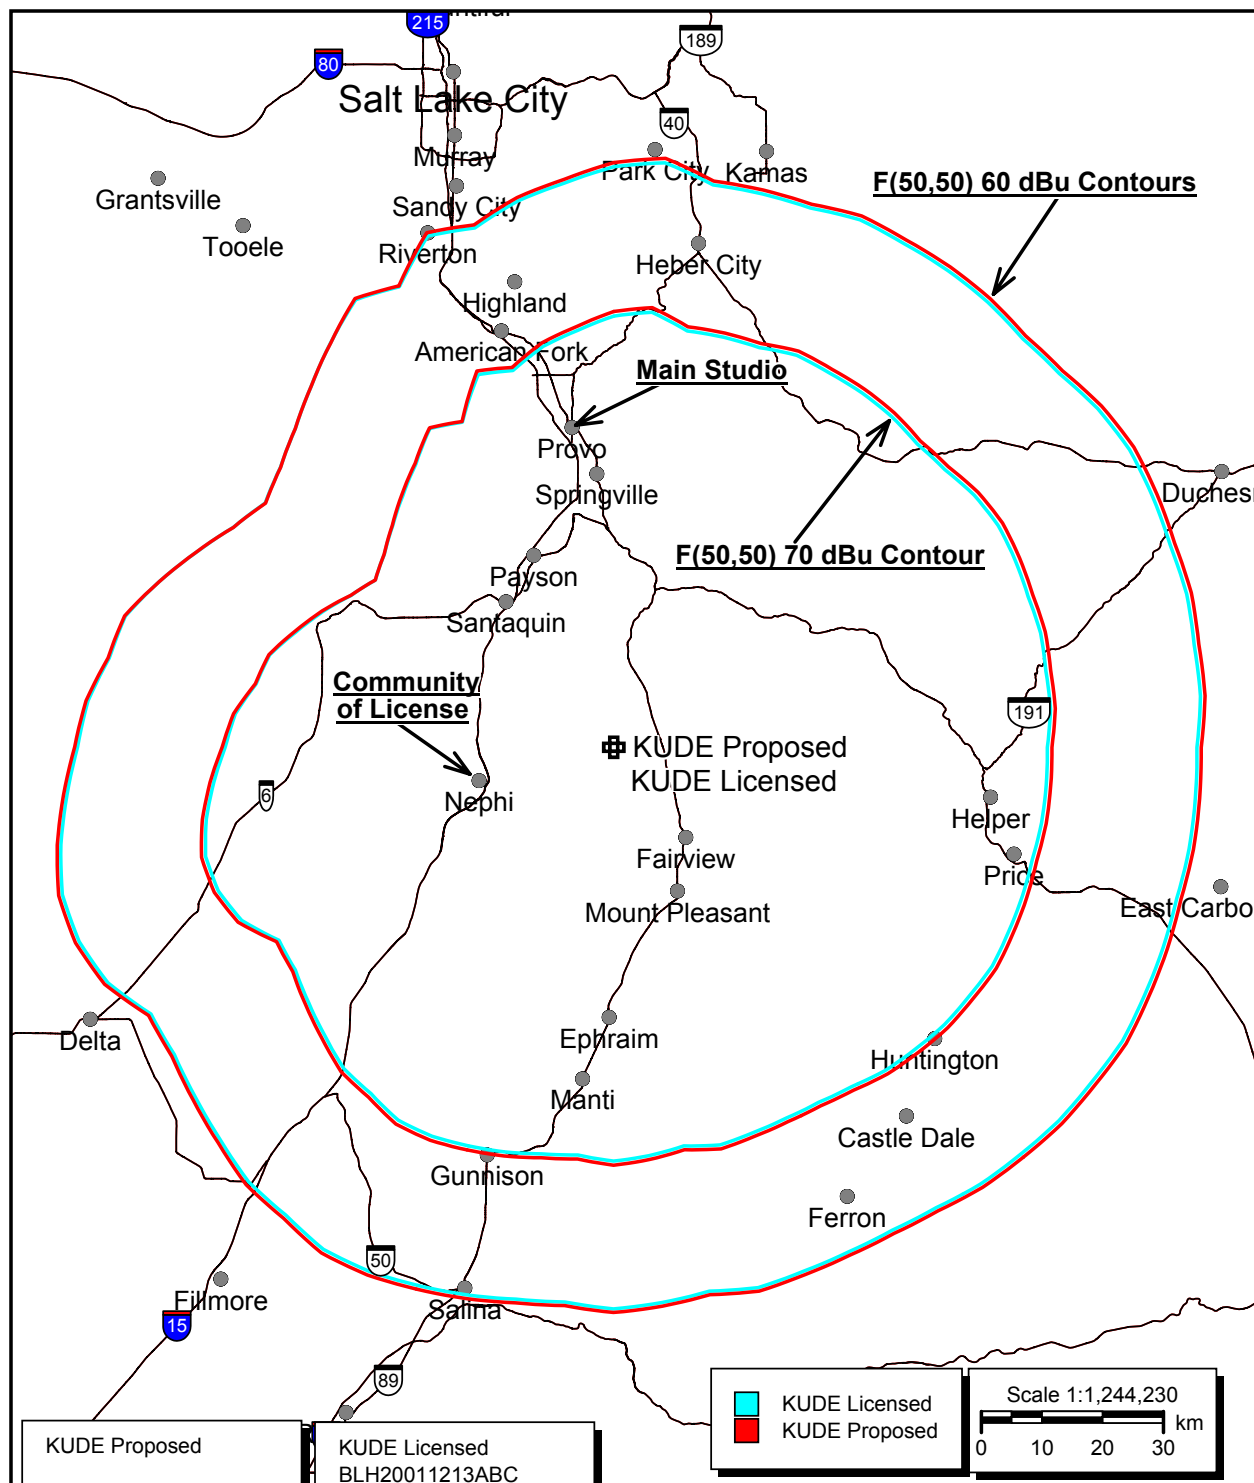 215
189
80
Salt Lake City
40
Murray
Park City
Kamas
Grantsville
F(50,50) 60 dBu Contours
Sandy City
Tooele
Riverton
Heber City
Highland
American Fork
Main Studio
Provo
Springville
F(50,50) 70 dBu Contour
Payson
Santaquin
Community
of License
191
KUDE Proposed
KUDE Licensed
6
Nephi
Helper
Fairview
Pride
Mount Pleasant
East Carbo
Delta
Ephraim
Huntington
Manti
Castle Dale
Gunnison
Ferron
50
Fillmore
Salina
15
89
KUDE Licensed
KUDE Proposed
Scale 1:1,244,230
km
0 10 20 30
KUDE Proposed
KUDE Licensed
BLH20011213ABC